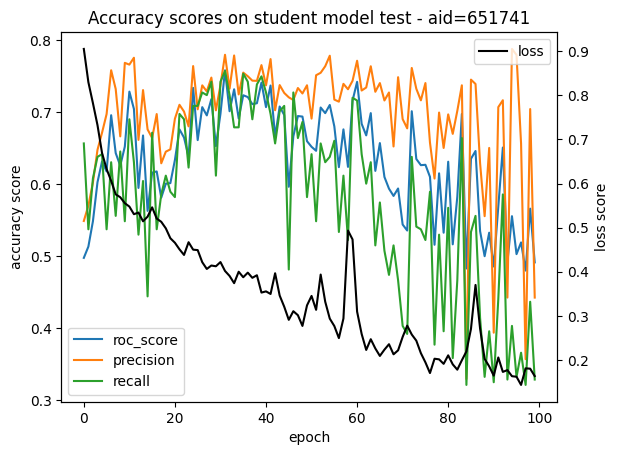 Accuracy scores on student model test - aid=651741
accuracy score
0.8
0.7
0.6
0.5
0.4
0.3
0
20
40
60
80
100
epoch
0.9
0.8
0.7
0.6
0.5
0.4
0.3
0.2
loss score
loss
roc_score
precision
recall